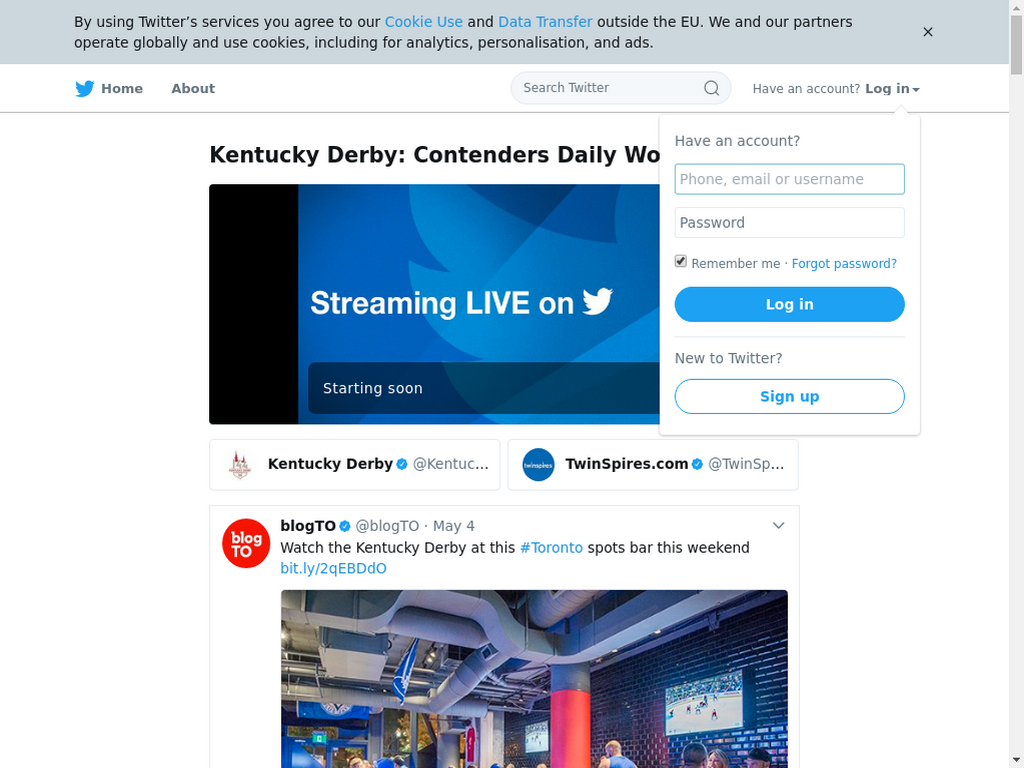 By using Twitter’s services you agree to our Cookie Use and Data Transfer outside the EU. We and our partners
operate globally and use cookies, including for analytics, personalisation, and ads.
Home
About
Search Twitter
Have an account? Log in
Kentucky Derby: Contenders Daily Wo
Have an account?
Phone, email or username
Password
Remember me · Forgot password?
Log in
New to Twitter?
Sign up
Streaming LIVE on
Starting soon
Kentucky Derby @Kentuc...
twinspires
TwinSpires.com @TwinSp...
blog
TO
blogTO @blogTO · May 4
Watch the Kentucky Derby at this #Toronto spots bar this weekend
bit.ly/2qEBDdO